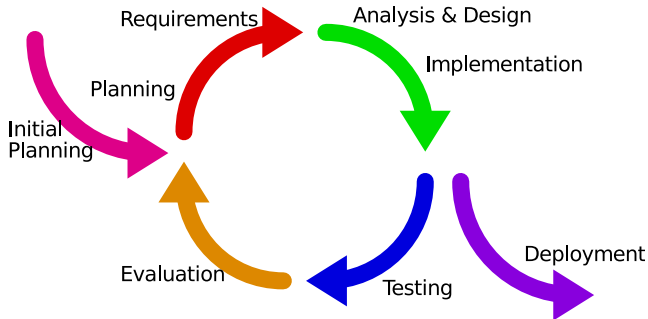 Requirements
Analysis & Design
Implementation
Planning
Initial
Planning
Deployment
Evaluation
Testing